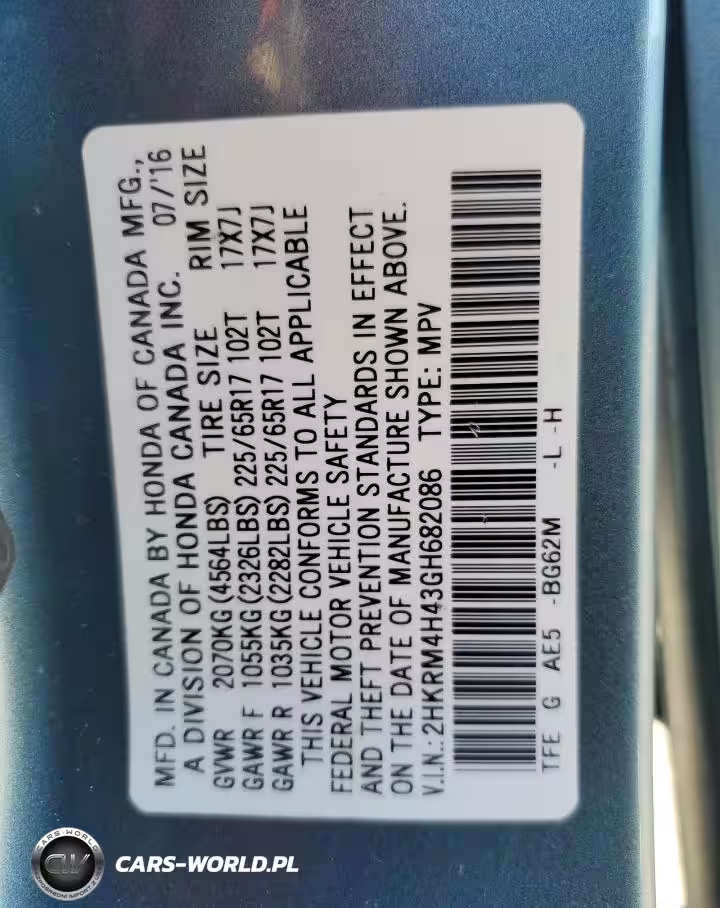 MFD. IN CANADA BY HONDA OF CANADA MFG.,
A DIVISION OF HONDA CANADA INC. 07/'16
GVWR 2070KG (4564LBS) TIRE SIZE RIM SIZE
GAWR F 1055KG (2326LBS) 225/65R17 102T 17X7J
GAWR R 1035KG (2282LBS) 225/65R17 102T 17X7J
THIS VEHICLE CONFORMS TO ALL APPLICABLE
FEDERAL MOTOR VEHICLE SAFETY
AND THEFT PREVENTION STANDARDS IN EFFECT
ON THE DATE OF MANUFACTURE SHOWN ABOVE.
V.I.N.: 2HKRM4H43GH682086 TYPE: MPV
TFE G AE5 -BG62M -L -H
CARS-WORLD
CW
CARS-WORLD.PL